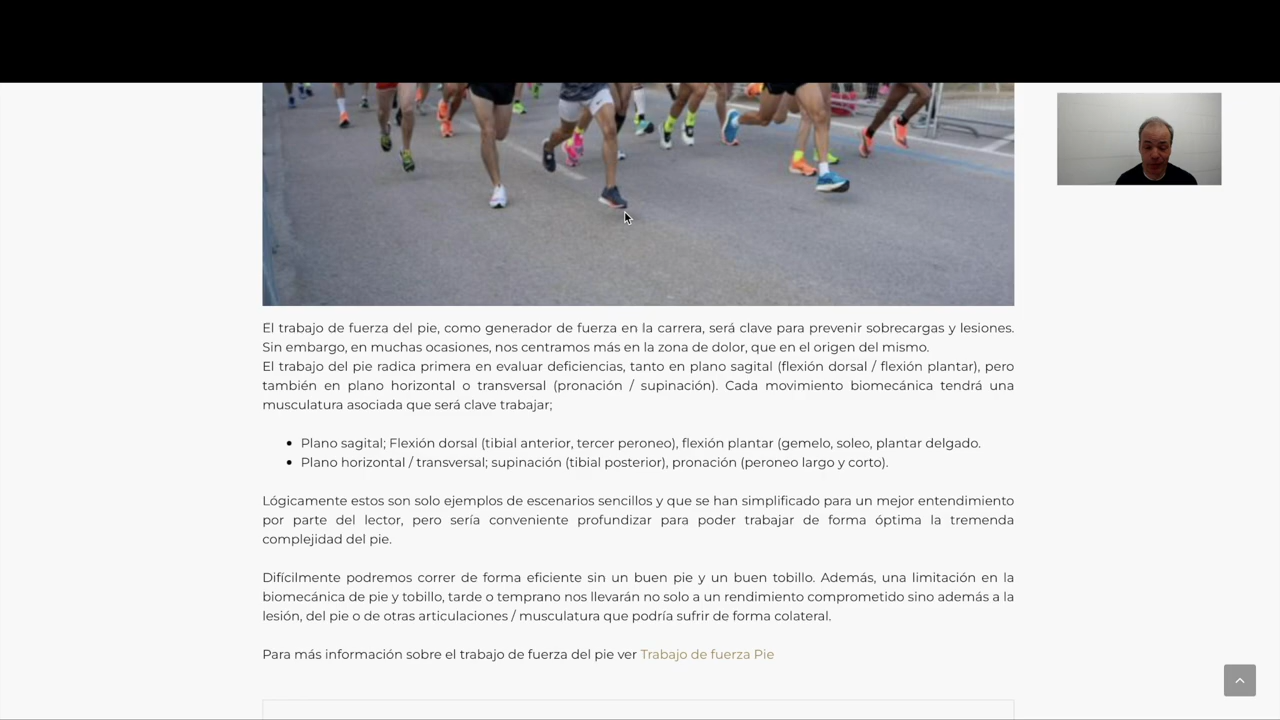 El trabajo de fuerza del pie, como generador de fuerza en la carrera, será clave para prevenir sobrecargas y lesiones.
Sin embargo, en muchas ocasiones, nos centramos más en la zona de dolor, que en el origen del mismo.
El trabajo del pie radica primera en evaluar deficiencias, tanto en plano sagital (flexión dorsal / flexión plantar), pero
también en plano horizontal o transversal (pronación / supinación). Cada movimiento biomecánica tendrá una
musculatura asociada que será clave trabajar;
• Plano sagital; Flexión dorsal (tibial anterior, tercer peroneo), flexión plantar (gemelo, soleo, plantar delgado.
• Plano horizontal / transversal; supinación (tibial posterior), pronación (peroneo largo y corto).
Lógicamente estos son solo ejemplos de escenarios sencillos y que se han simplificado para un mejor entendimiento
por parte del lector, pero sería conveniente profundizar para poder trabajar de forma óptima la tremenda
complejidad del pie.
Difícilmente podremos correr de forma eficiente sin un buen pie y un buen tobillo. Además, una limitación en la
biomecánica de pie y tobillo, tarde o temprano nos llevarán no solo a un rendimiento comprometido sino además a la
lesión, del pie o de otras articulaciones / musculatura que podría sufrir de forma colateral.
Para más información sobre el trabajo de fuerza del pie ver Trabajo de fuerza Pie